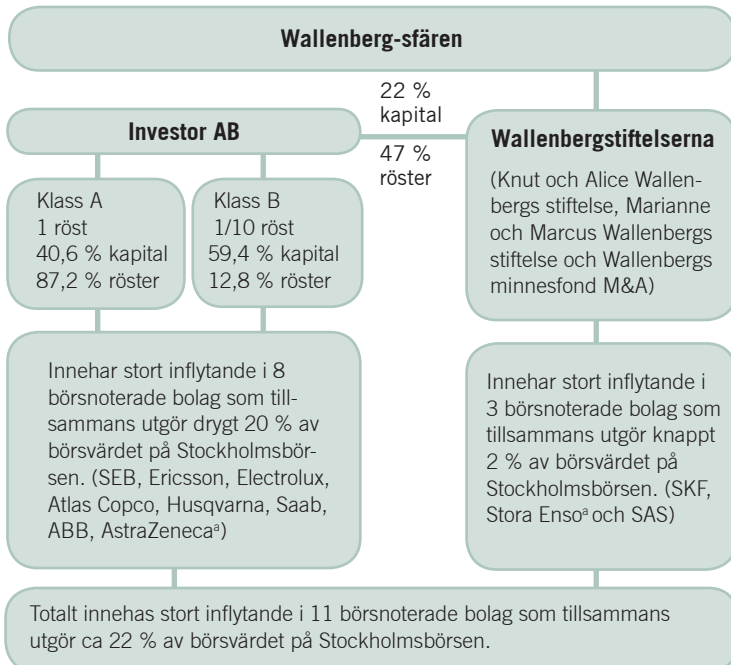 Wallenberg-sfären
22 %
kapital
47 %
röster
Investor AB
Klass A
1 röst
40,6 % kapital
87,2 % röster
Klass B
1/10 röst
59,4 % kapital
12,8 % röster
Innehar stort inflytande i 8
börsnoterade bolag som till-
sammans utgör drygt 20 % av
börsvärdet på Stockholmsbör-
sen. (SEB, Ericsson, Electrolux,
Atlas Copco, Husqvarna, Saab,
ABB, AstraZenecaᵃ)
Wallenbergstiftelserna
(Knut och Alice Wallen-
bergs stiftelse, Marianne
och Marcus Wallenbergs
stiftelse och Wallenbergs
minnesfond M&A)
Innehar stort inflytande i
3 börsnoterade bolag som
tillsammans utgör knappt
2 % av börsvärdet på
Stockholmsbörsen. (SKF,
Stora Ensoᵃ och SAS)
Totalt innehas stort inflytande i 11 börsnoterade bolag som tillsammans
utgör ca 22 % av börsvärdet på Stockholmsbörsen.